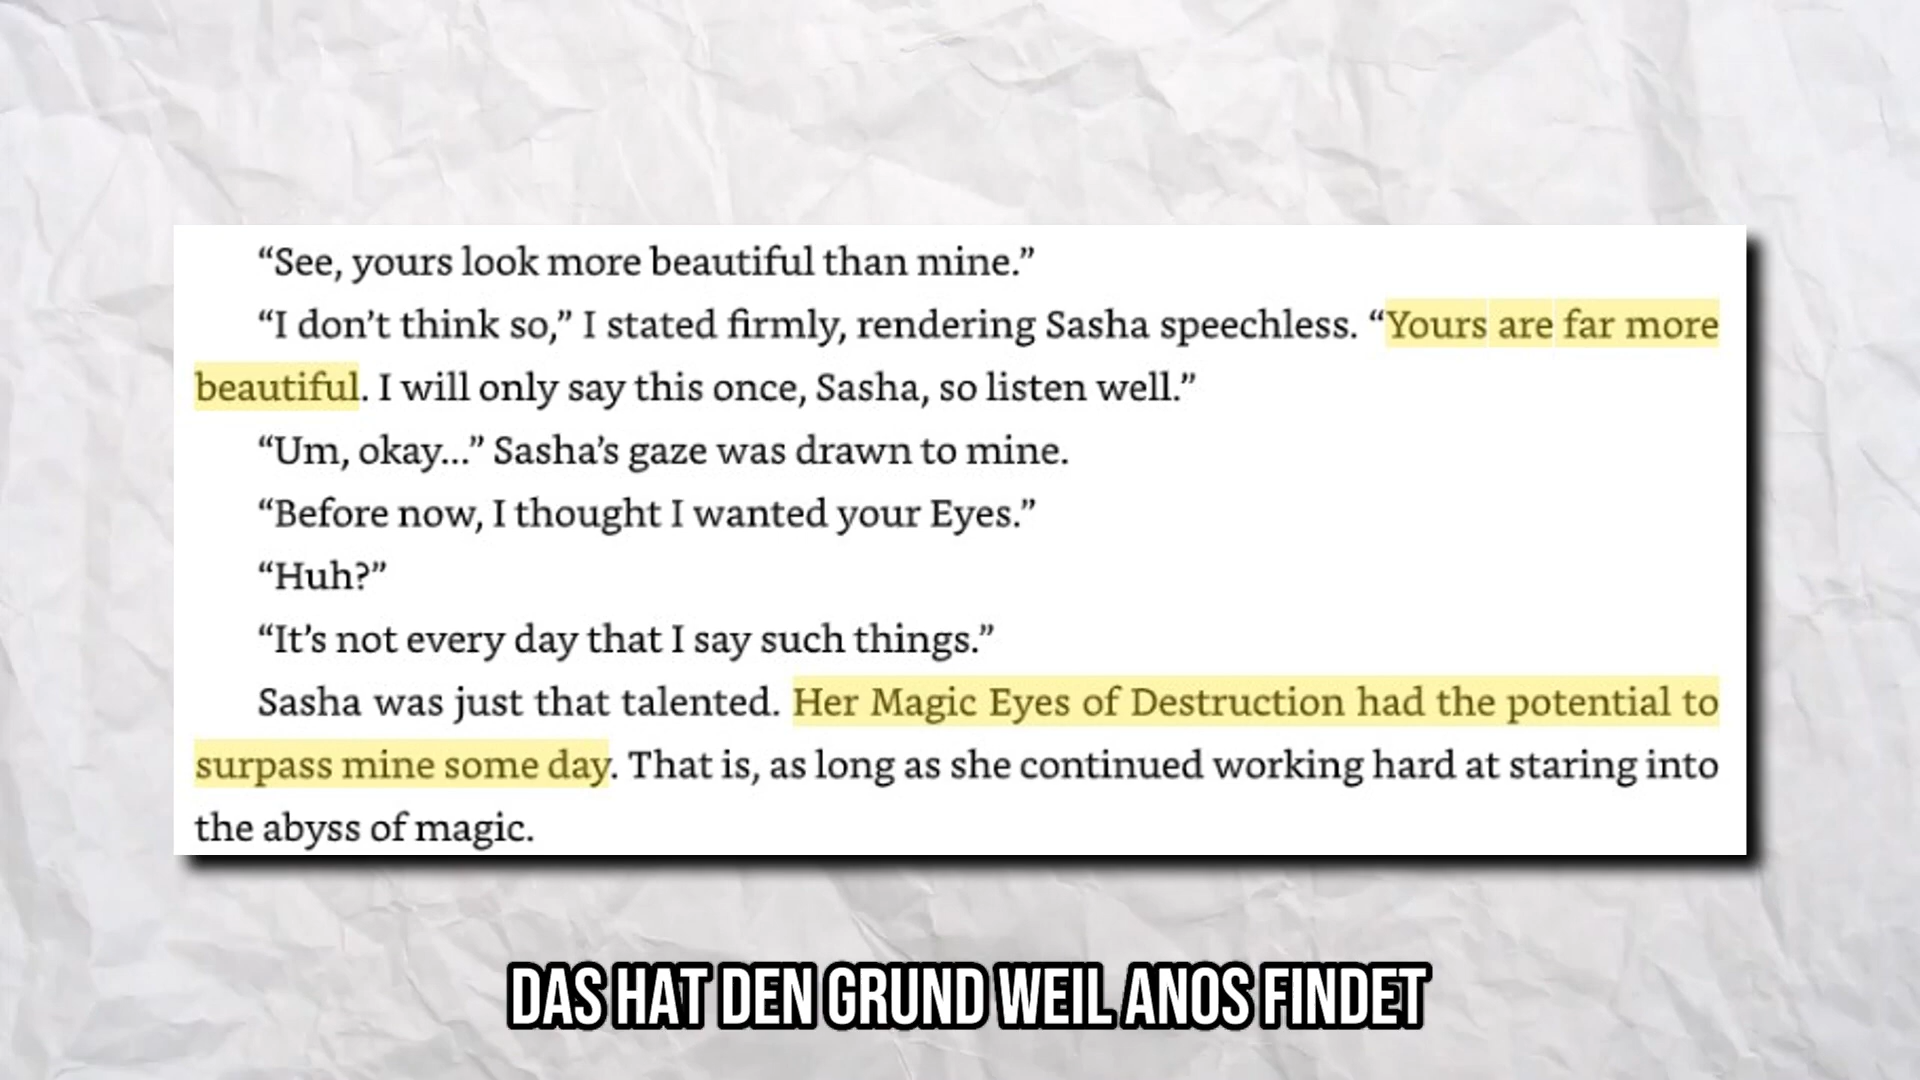 “See, yours look more beautiful than mine.”
“I don’t think so,” I stated firmly, rendering Sasha speechless. “Yours are far more
beautiful. I will only say this once, Sasha, so listen well.”
“Um, okay...” Sasha’s gaze was drawn to mine.
“Before now, I thought I wanted your Eyes.”
“Huh?”
“It’s not every day that I say such things.”
Sasha was just that talented. Her Magic Eyes of Destruction had the potential to
surpass mine some day. That is, as long as she continued working hard at staring into
the abyss of magic.
DAS HAT DEN GRUND WEIL ANOS FINDET